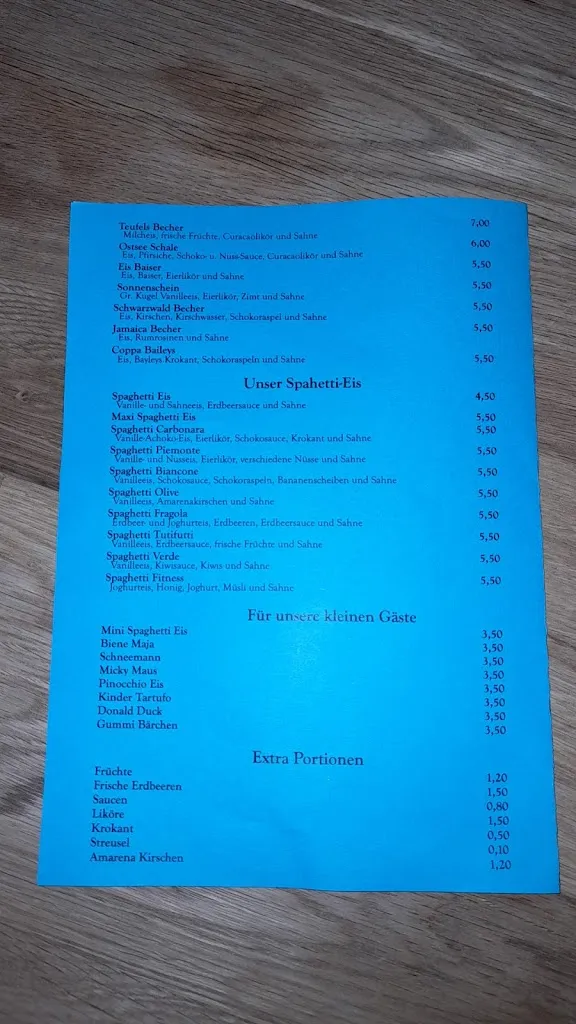 Teufels Becher 7,00
Milcheis, frische Früchte, Curacaolikör und Sahne
Ostsee Schale 6,00
Eis, Pfirsiche, Schoko- u. Nuss-Sauce, Curacaolikör und Sahne
Eis Baiser 5,50
Eis, Baiser, Eierlikör und Sahne
Sonnenschein 5,50
Gr. Kugel Vanilleeis, Eierlikör, Zimt und Sahne
Schwarzwald Becher 5,50
Eis, Kirschen, Kirschwasser, Schokoraspel und Sahne
Jamaica Becher 5,50
Eis, Rumrosinen und Sahne
Coppa Baileys 5,50
Eis, Bayleys Krokant, Schokoraspeln und Sahne
Unser Spahetti-Eis
Spaghetti Eis 4,50
Vanille- und Sahneeis, Erdbeersauce und Sahne
Maxi Spaghetti Eis 5,50
Spaghetti Carbonara 5,50
Vanille-Achoko-Eis, Eierlikör, Schokosauce, Krokant und Sahne
Spaghetti Piemonte 5,50
Vanille- und Nusseis, Eierlikör, verschiedene Nüsse und Sahne
Spaghetti Biancone 5,50
Vanilleeis, Schokosauce, Schokoraspeln, Bananenscheiben und Sahne
Spaghetti Olive 5,50
Vanilleeis, Amarenakirschen und Sahne
Spaghetti Fragola 5,50
Erdbeer- und Joghurteis, Erdbeeren, Erdbeersauce und Sahne
Spaghetti Tutifutti 5,50
Vanilleeis, Erdbeersauce, frische Früchte und Sahne
Spaghetti Verde 5,50
Vanilleeis, Kiwisauce, Kiwis und Sahne
Spaghetti Fitness 5,50
Joghurteis, Honig, Joghurt, Müsli und Sahne
Für unsere kleinen Gäste
Mini Spaghetti Eis 3,50
Biene Maja 3,50
Schneemann 3,50
Micky Maus 3,50
Pinocchio Eis 3,50
Kinder Tartufo 3,50
Donald Duck 3,50
Gummi Bärchen 3,50
Extra Portionen
Früchte 1,20
Frische Erdbeeren 1,50
Saucen 0,80
Liköre 1,50
Krokant 0,50
Streusel 0,10
Amarena Kirschen 1,20